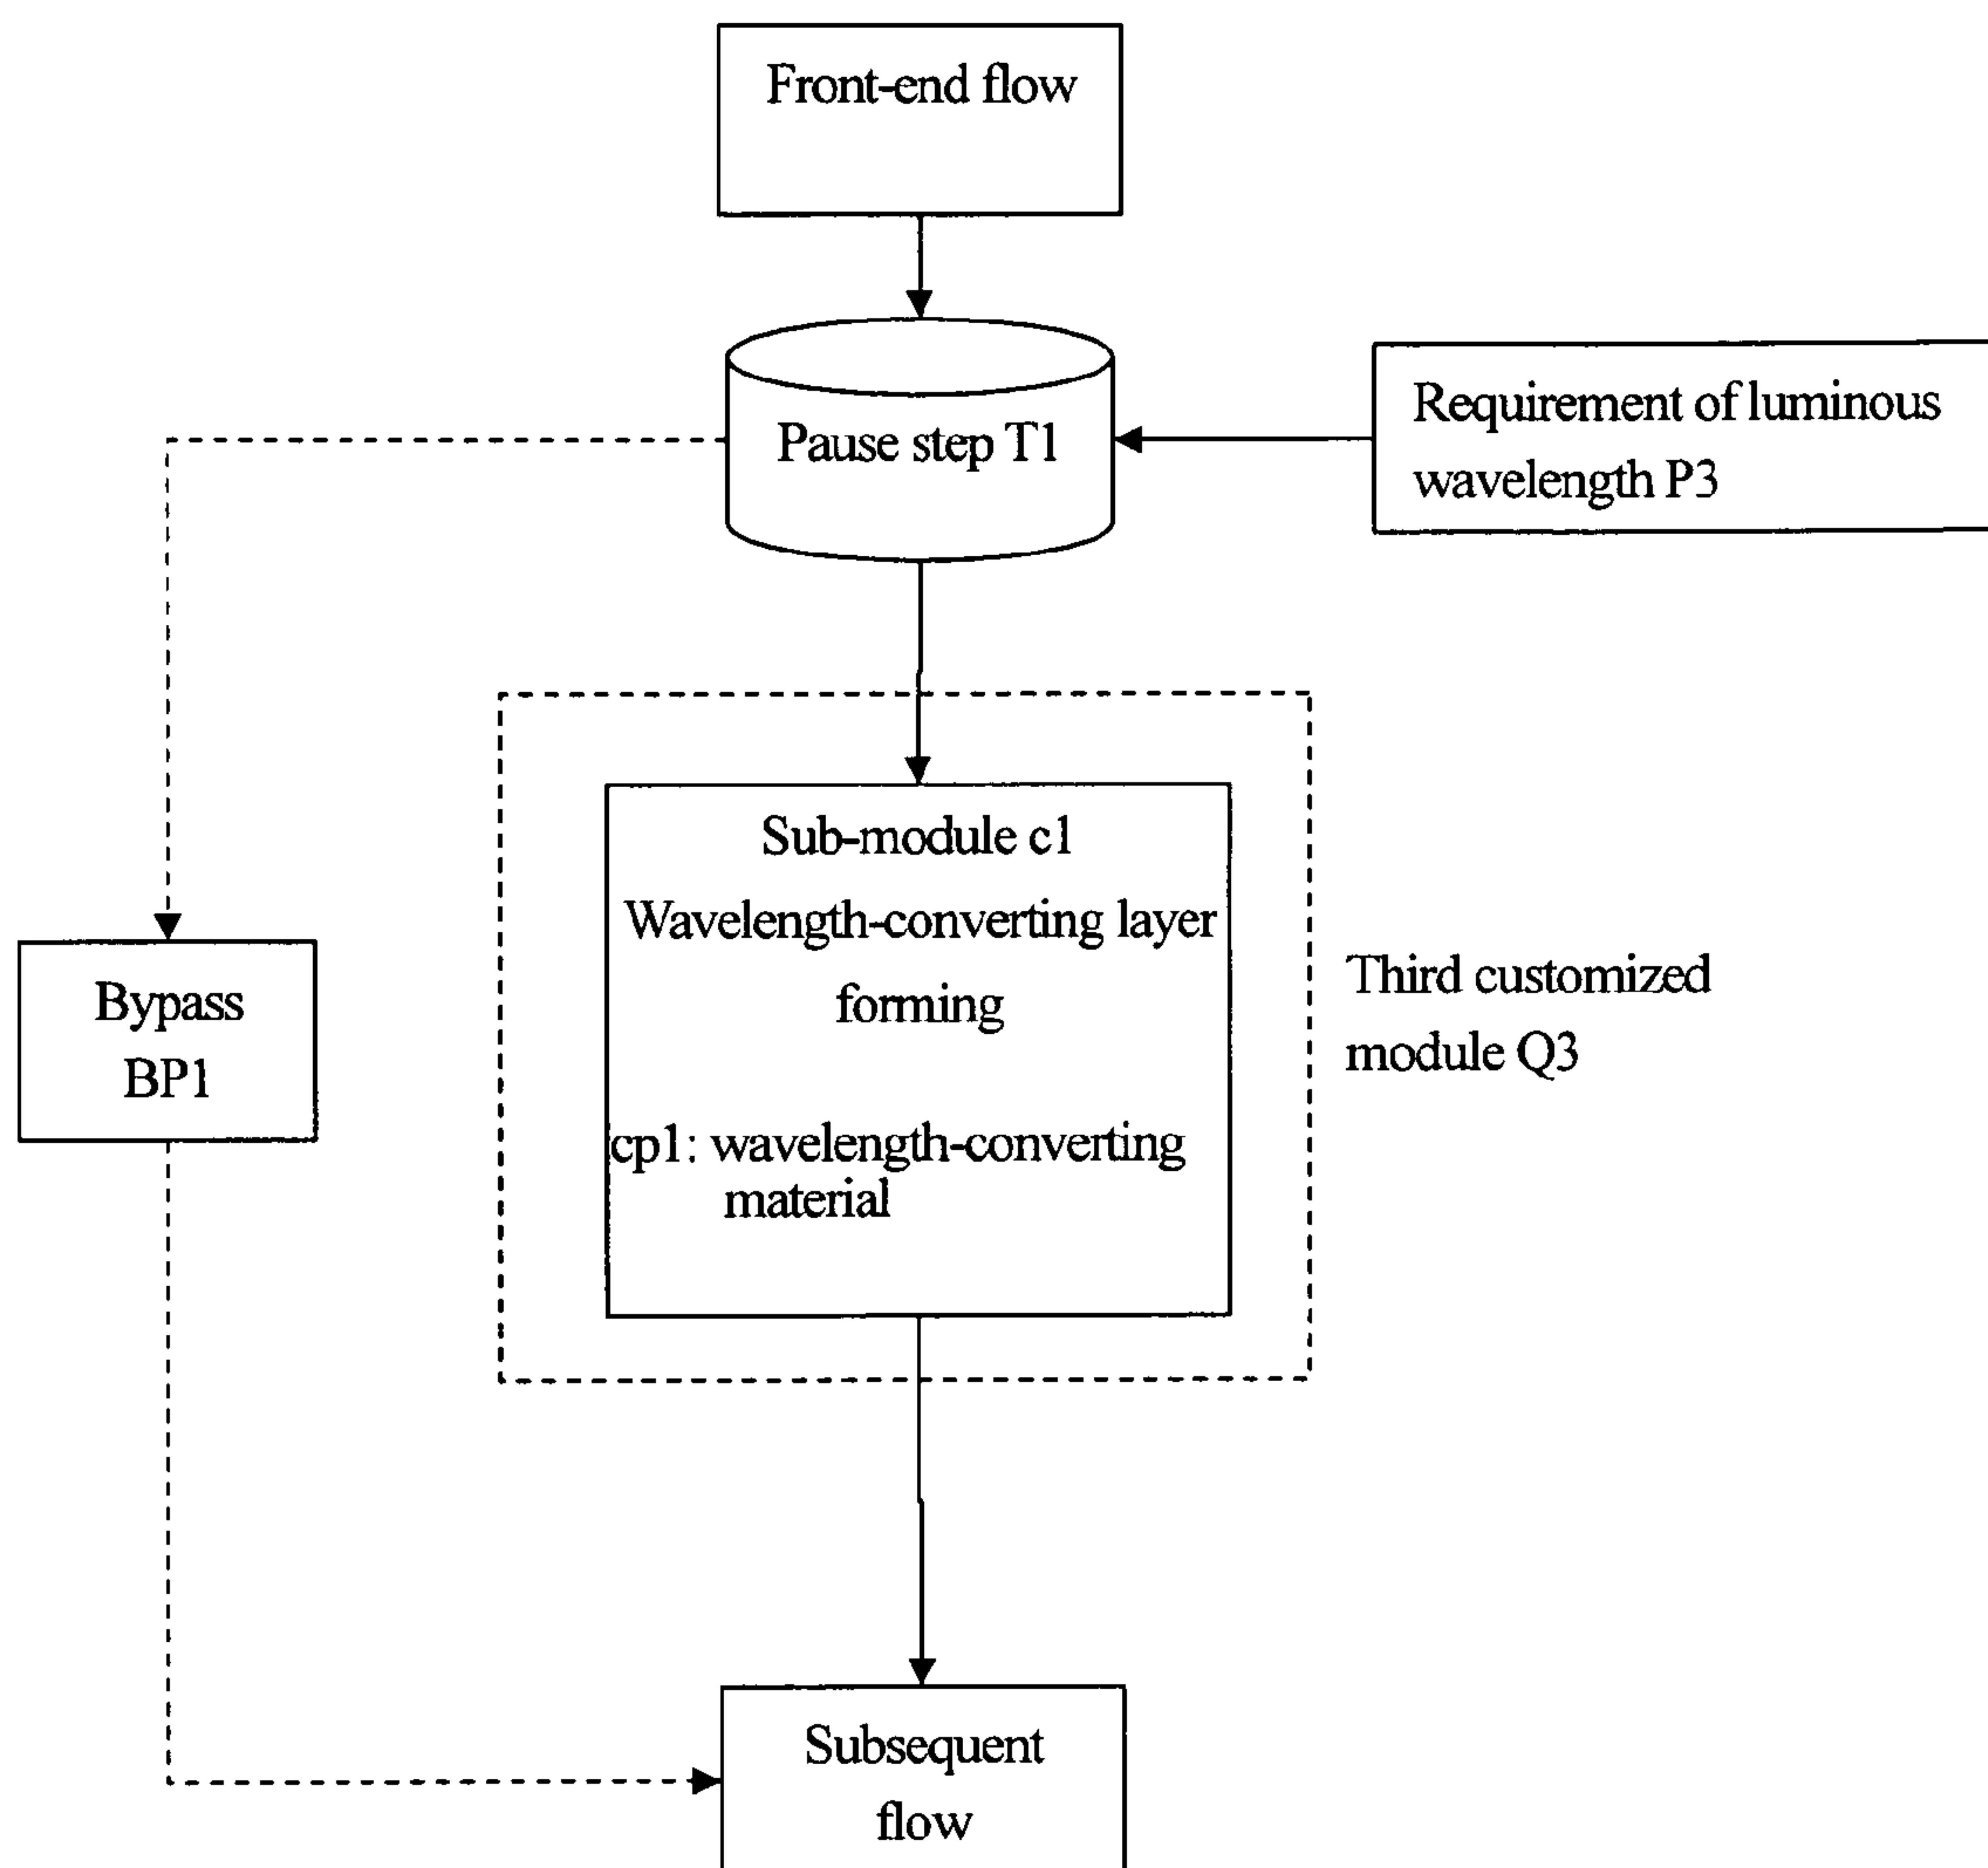 Front-end flow
Pause step T1
Requirement of luminous
wavelength P3
Sub-module c1
Wavelength-converting layer
forming
cp1: wavelength-converting
material
Third customized
module Q3
Bypass
BP1
Subsequent
flow